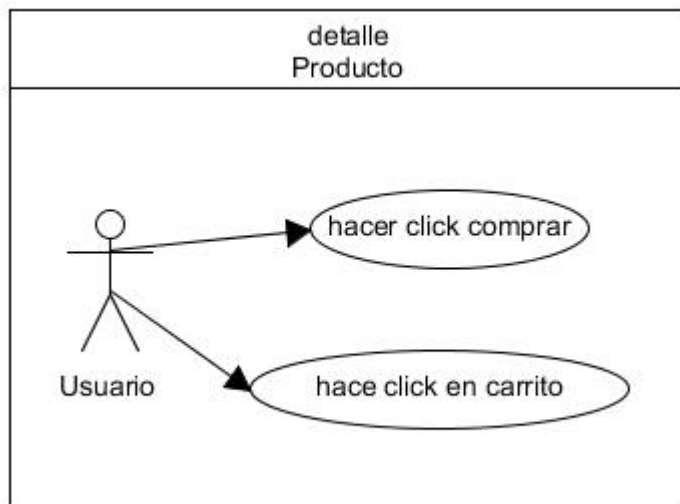 detalle
Producto
hacer click comprar
Usuario
hace click en carrito